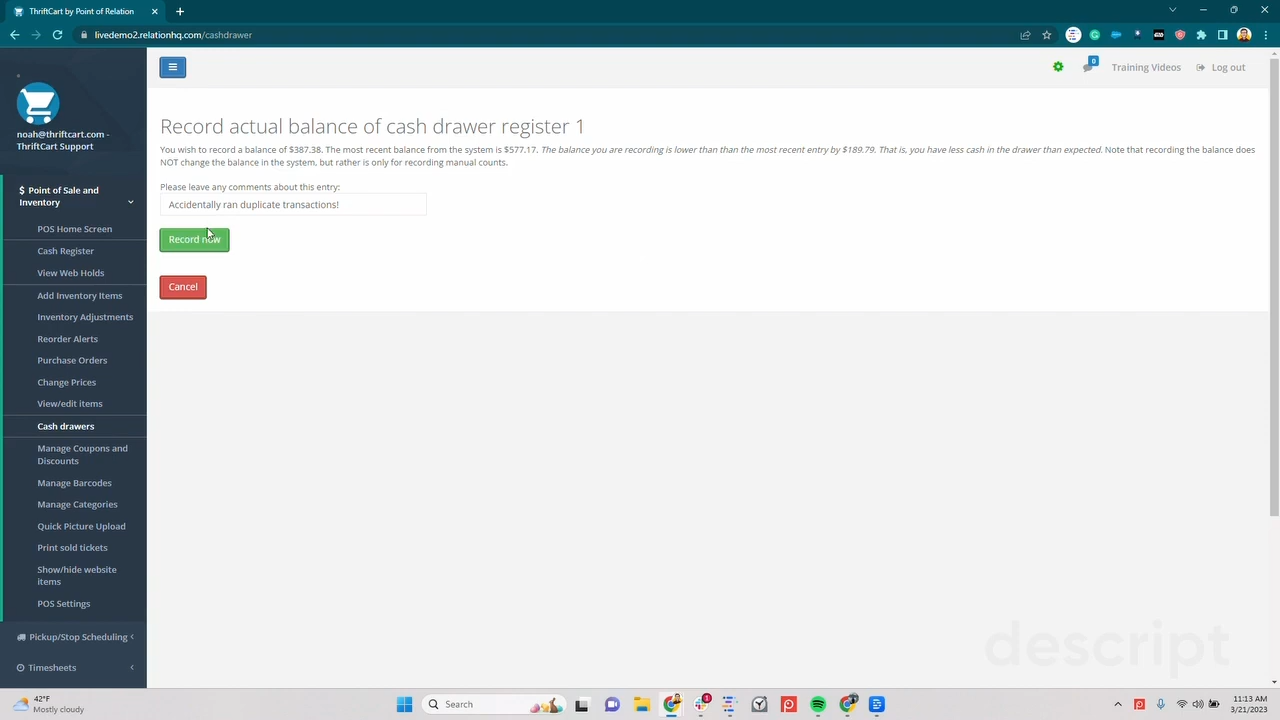 ThriftCart by Point of Relation
livedemo2.relationhq.com/cashdrawer
0
Training Videos
Log out
noah@thriftcart.com -
ThriftCart Support
$ Point of Sale and
Inventory
POS Home Screen
Cash Register
View Web Holds
Add Inventory Items
Inventory Adjustments
Reorder Alerts
Purchase Orders
Change Prices
View/edit items
Cash drawers
Manage Coupons and
Discounts
Manage Barcodes
Manage Categories
Quick Picture Upload
Print sold tickets
Show/hide website
items
POS Settings
Pickup/Stop Scheduling
Timesheets
Record actual balance of cash drawer register 1
You wish to record a balance of $387.38. The most recent balance from the system is $577.17. The balance you are recording is lower than than the most recent entry by $189.79. That is, you have less cash in the drawer than expected. Note that recording the balance does
NOT change the balance in the system, but rather is only for recording manual counts.
Please leave any comments about this entry:
Accidentally ran duplicate transactions!
Record now
Cancel
descript
42°F
Mostly cloudy
Search
1
11:13 AM
3/21/2023